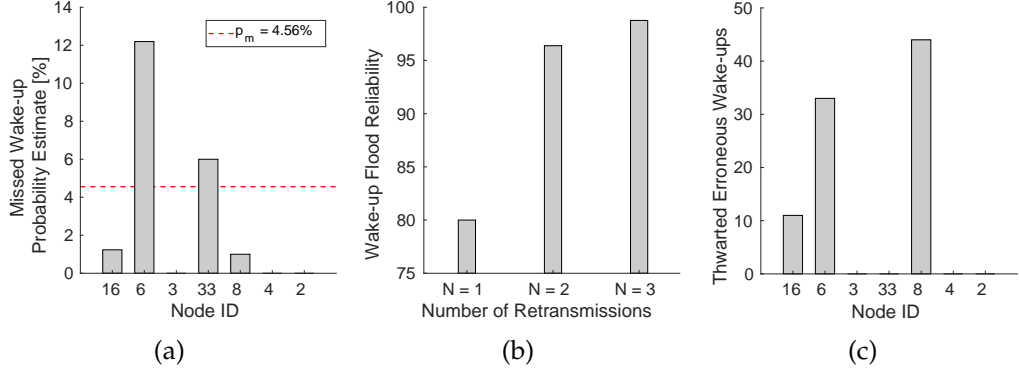 14
12
10
8
6
4
2
0
p_m = 4.56%
Missed Wake-up
Probability Estimate [%]
16 6 3 33 8 4 2
Node ID
(a)
100
95
90
85
80
75
Wake-up Flood Reliability
N = 1 N = 2 N = 3
Number of Retransmissions
(b)
50
40
30
20
10
0
Thwarted Erroneous Wake-ups
16 6 3 33 8 4 2
Node ID
(c)